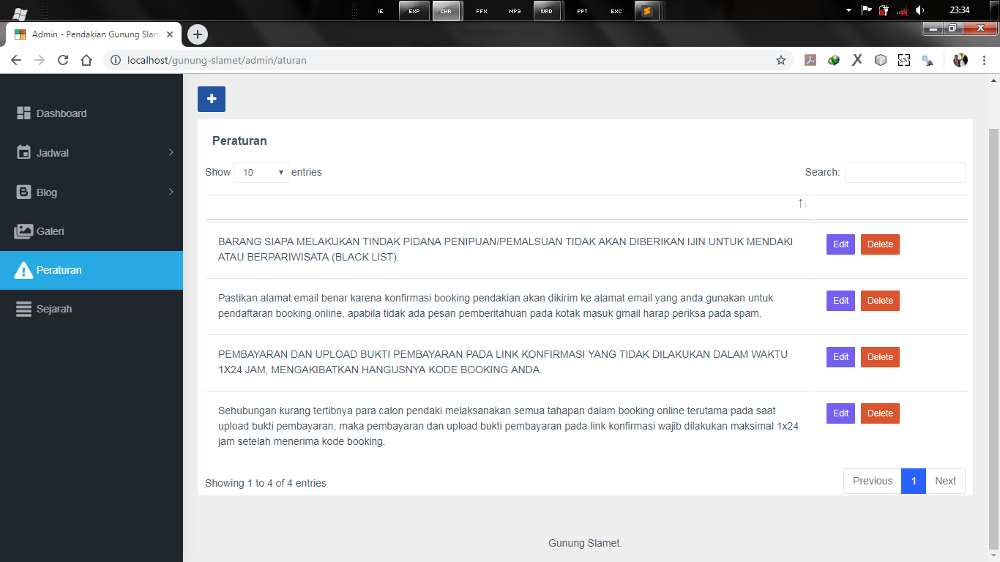 IE EXP CHR FFX MP3 WRD PPT EXC 23:34
Admin - Pendakian Gunung Slam
localhost/gunung-slamet/admin/aturan
Dashboard
Jadwal
Blog
Galeri
Peraturan
Sejarah
Peraturan
Show 10 entries Search:
BARANG SIAPA MELAKUKAN TINDAK PIDANA PENIPUAN/PEMALSUAN TIDAK AKAN DIBERIKAN IJIN UNTUK MENDAKI
ATAU BERPARIWISATA (BLACK LIST).
Edit Delete
Pastikan alamat email benar karena konfirmasi booking pendakian akan dikirim ke alamat email yang anda gunakan untuk
pendaftaran booking online, apabila tidak ada pesan pemberitahuan pada kotak masuk gmail harap periksa pada spam.
Edit Delete
PEMBAYARAN DAN UPLOAD BUKTI PEMBAYARAN PADA LINK KONFIRMASI YANG TIDAK DILAKUKAN DALAM WAKTU
1X24 JAM, MENGAKIBATKAN HANGUSNYA KODE BOOKING ANDA.
Edit Delete
Sehubungan kurang tertibnya para calon pendaki melaksanakan semua tahapan dalam booking online terutama pada saat
upload bukti pembayaran, maka pembayaran dan upload bukti pembayaran pada link konfirmasi wajib dilakukan maksimal 1x24
jam setelah menerima kode booking.
Edit Delete
Showing 1 to 4 of 4 entries Previous 1 Next
Gunung Slamet.